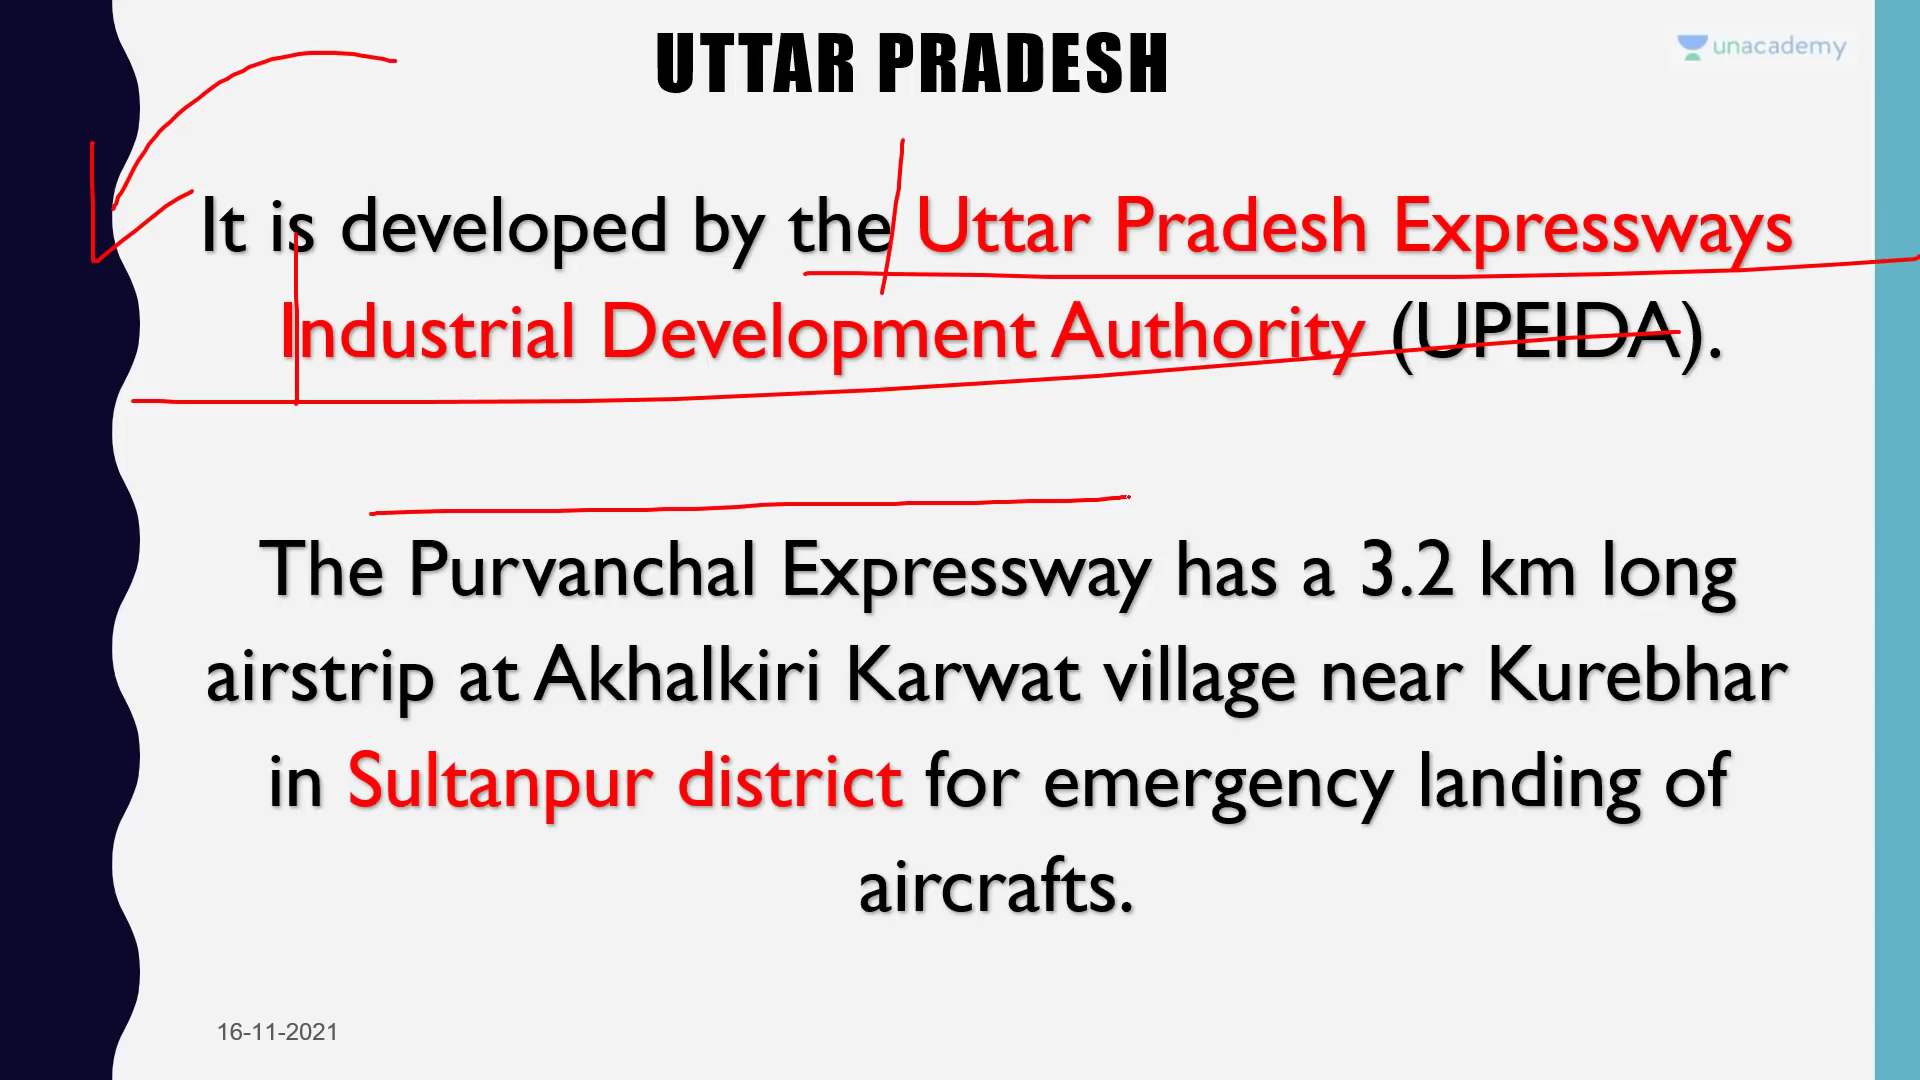 UTTAR PRADESH
unacademy
It is developed by the Uttar Pradesh Expressways
Industrial Development Authority (UPEIDA).
The Purvanchal Expressway has a 3.2 km long
airstrip at Akhalkiri Karwat village near Kurebhar
in Sultanpur district for emergency landing of
aircrafts.
16-11-2021